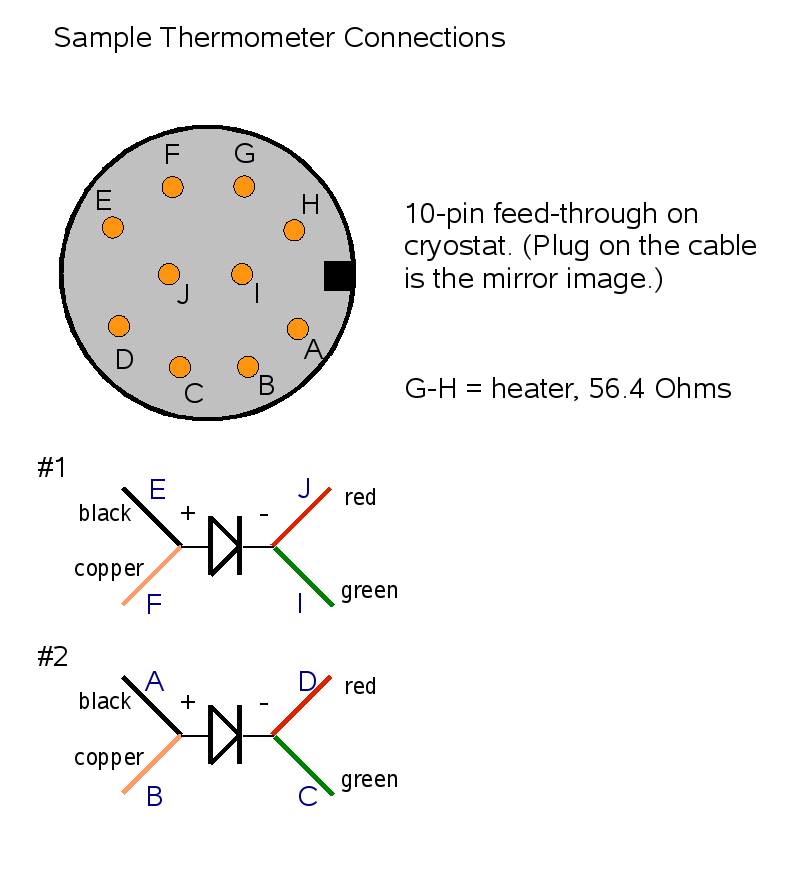 Sample Thermometer Connections
F
G
E
H
J
I
D
A
C
B
10-pin feed-through on
cryostat. (Plug on the cable
is the mirror image.)
G-H = heater, 56.4 Ohms
#1
E
J
red
black
+
-
copper
F
I
green
#2
A
D
red
black
+
-
copper
B
C
green